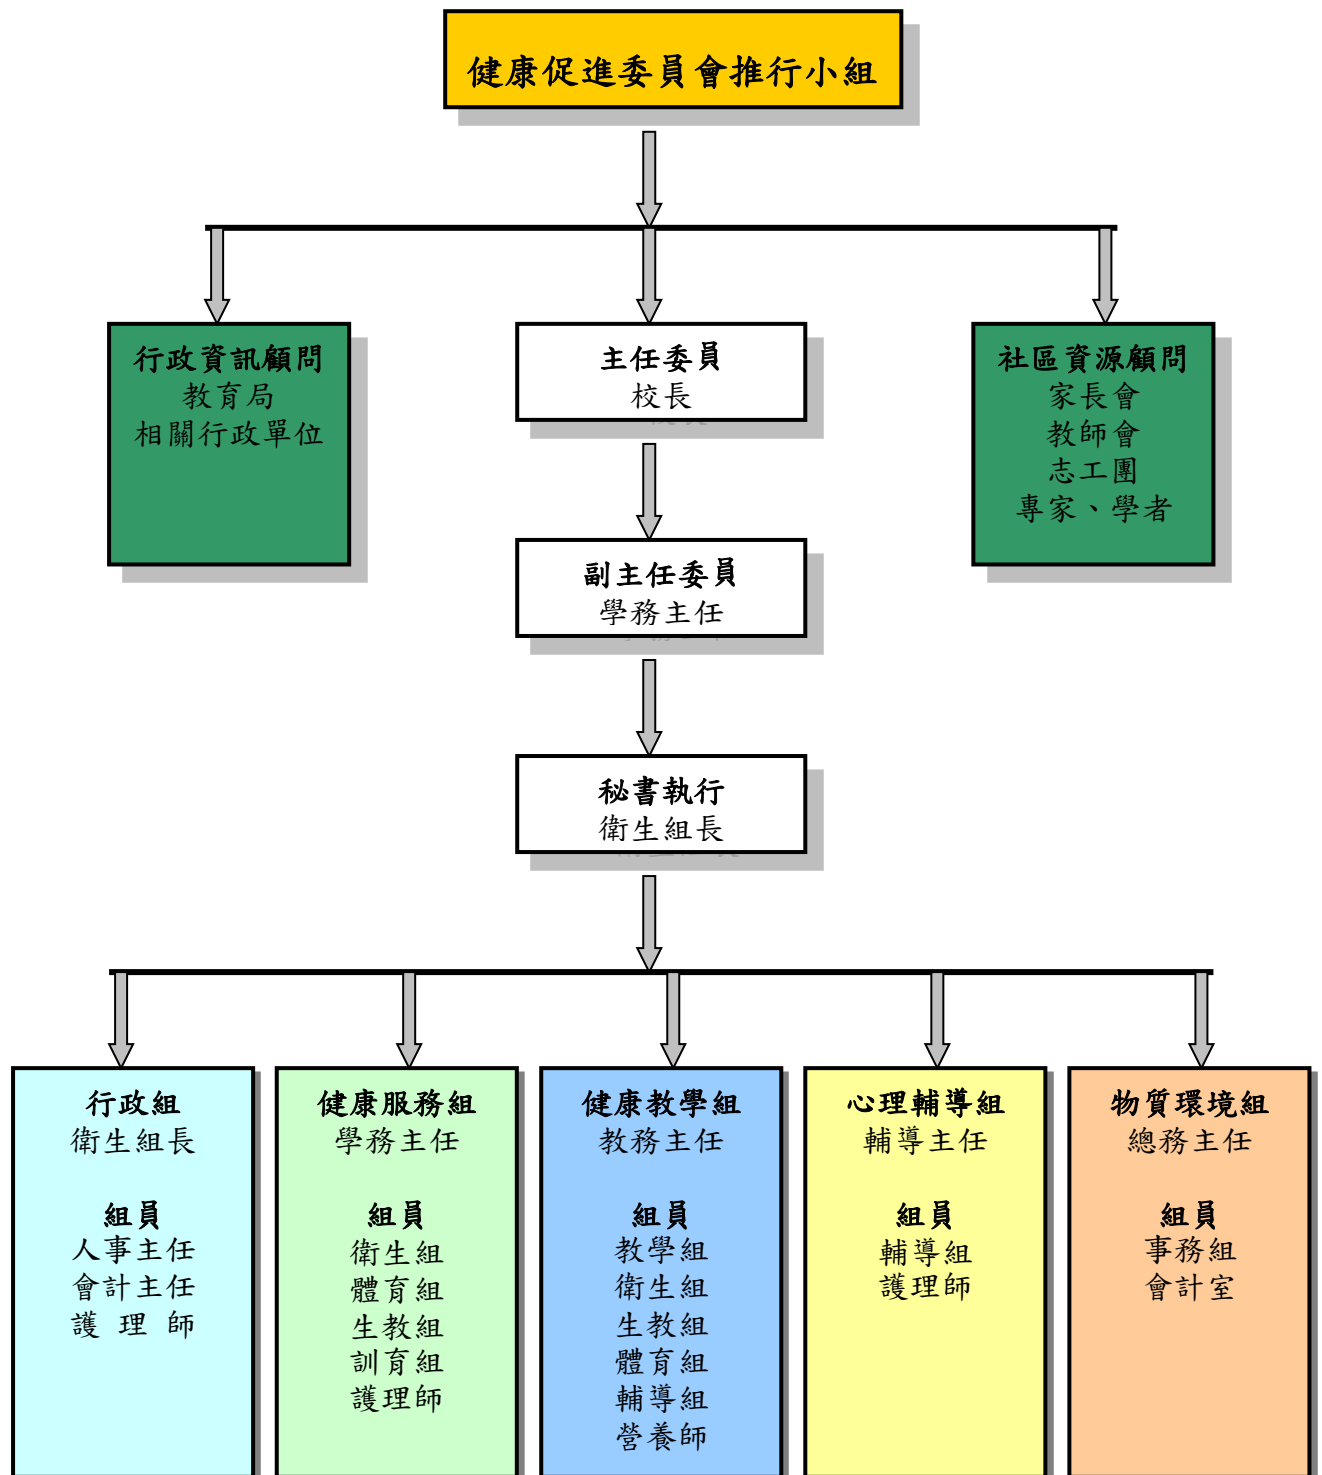 健康促進委員會推行小組
行政資訊顧問
教育局
相關行政單位
主任委員
校長
社區資源顧問
家長會
教師會
志工團
專家、學者
副主任委員
學務主任
秘書執行
衛生組長
行政組
衛生組長
組員
人事主任
會計主任
護 理 師
健康服務組
學務主任
組員
衛生組
體育組
生教組
訓育組
護理師
健康教學組
教務主任
組員
教學組
衛生組
生教組
體育組
輔導組
營養師
心理輔導組
輔導主任
組員
輔導組
護理師
物質環境組
總務主任
組員
事務組
會計室